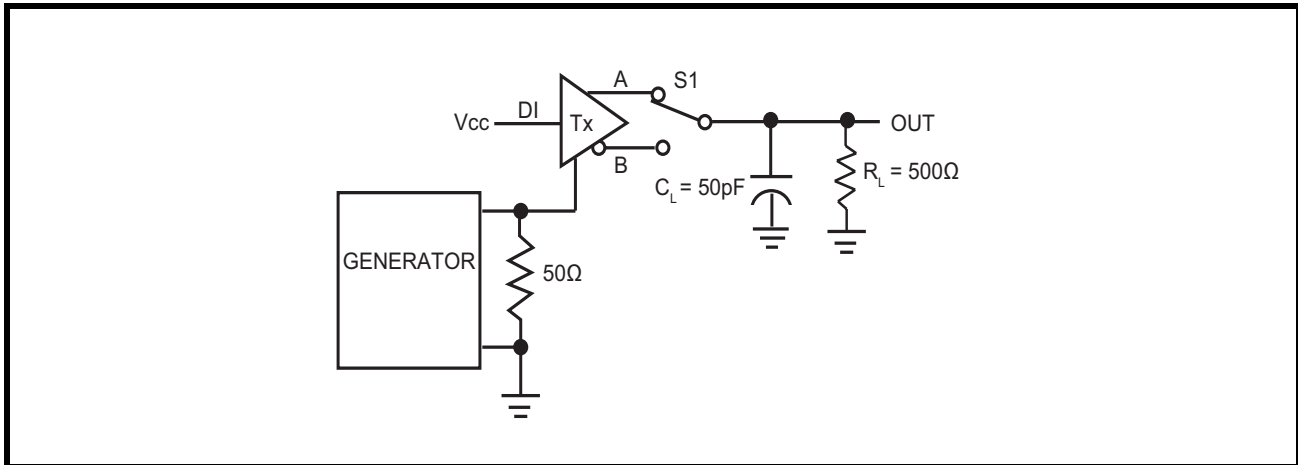 A
S1
DI
Vcc
Tx
OUT
B
C_L = 50pF
R_L = 500Ω
GENERATOR
50Ω